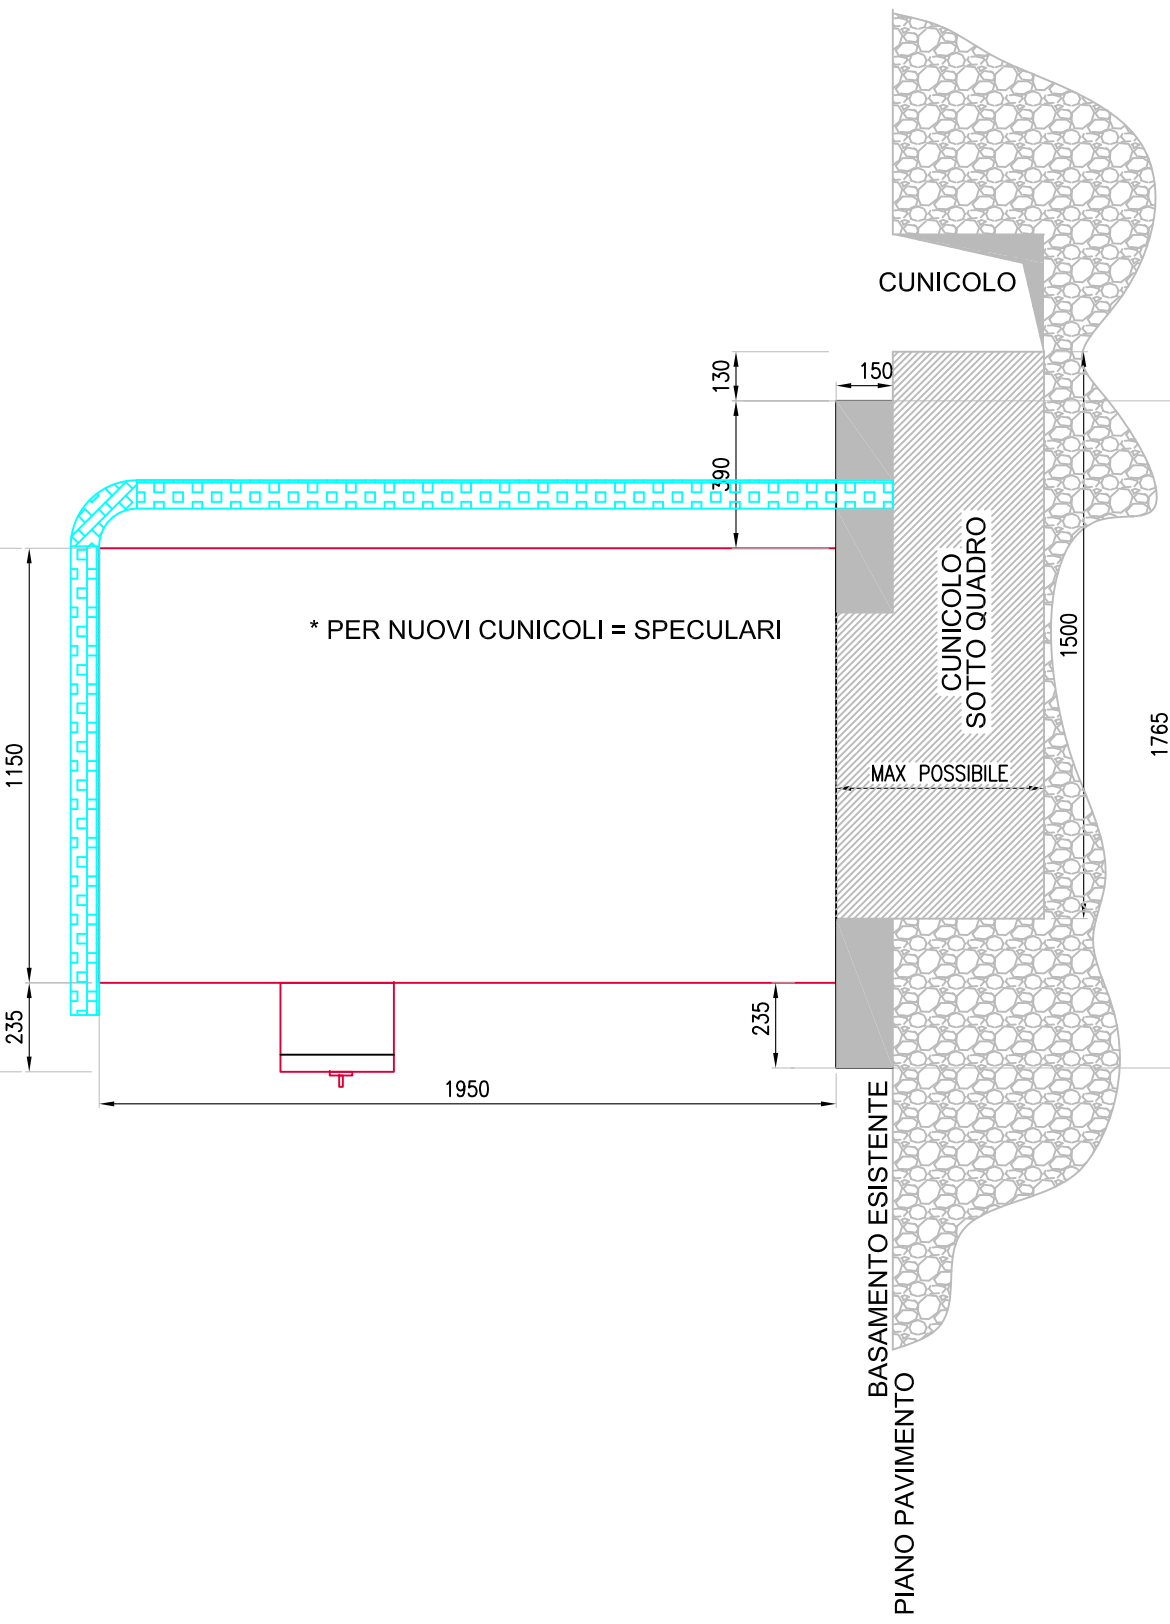 CUNICOLO
130
150
390
CUNICOLO
SOTTO QUADRO
* PER NUOVI CUNICOLI = SPECULARI
1500
1150
1765
MAX POSSIBILE
235
235
1950
BASAMENTO ESISTENTE
PIANO PAVIMENTO